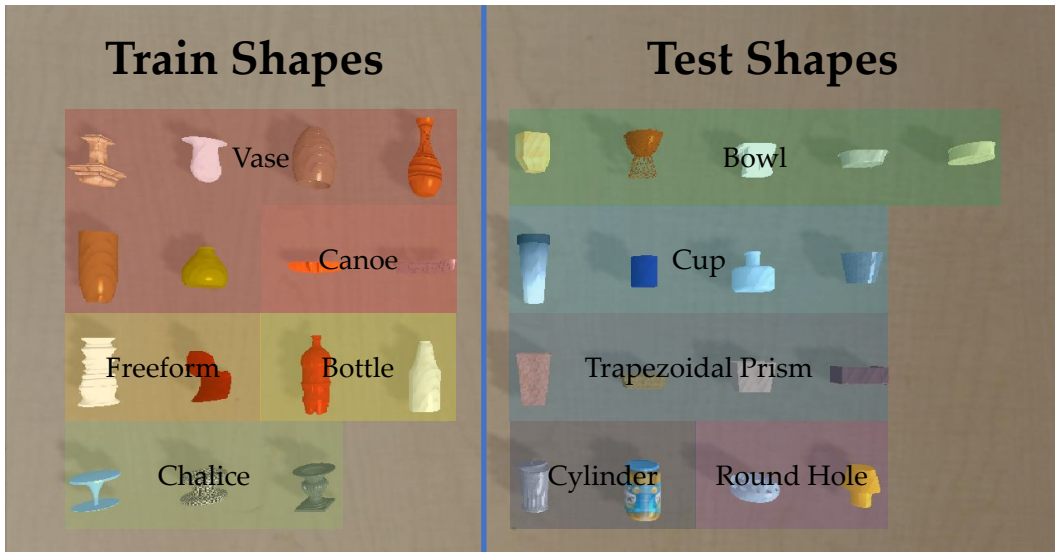 Train Shapes
Vase
Canoe
Freeform
Bottle
Chalice
Test Shapes
Bowl
Cup
Trapezoidal Prism
Cylinder
Round Hole